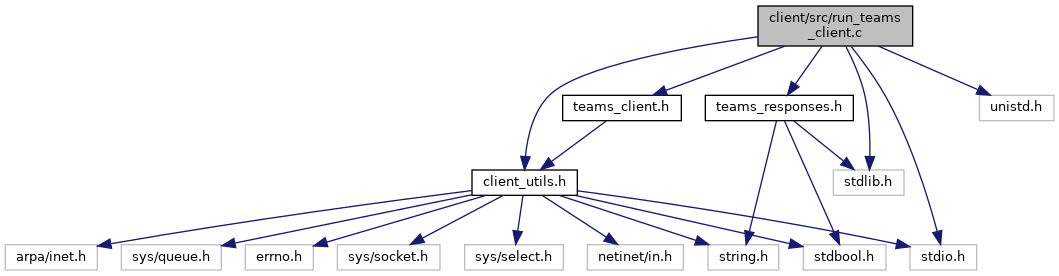 client/src/run_teams
_client.c
teams_client.h
teams_responses.h
unistd.h
client_utils.h
stdlib.h
arpa/inet.h
sys/queue.h
errno.h
sys/socket.h
sys/select.h
netinet/in.h
string.h
stdbool.h
stdio.h